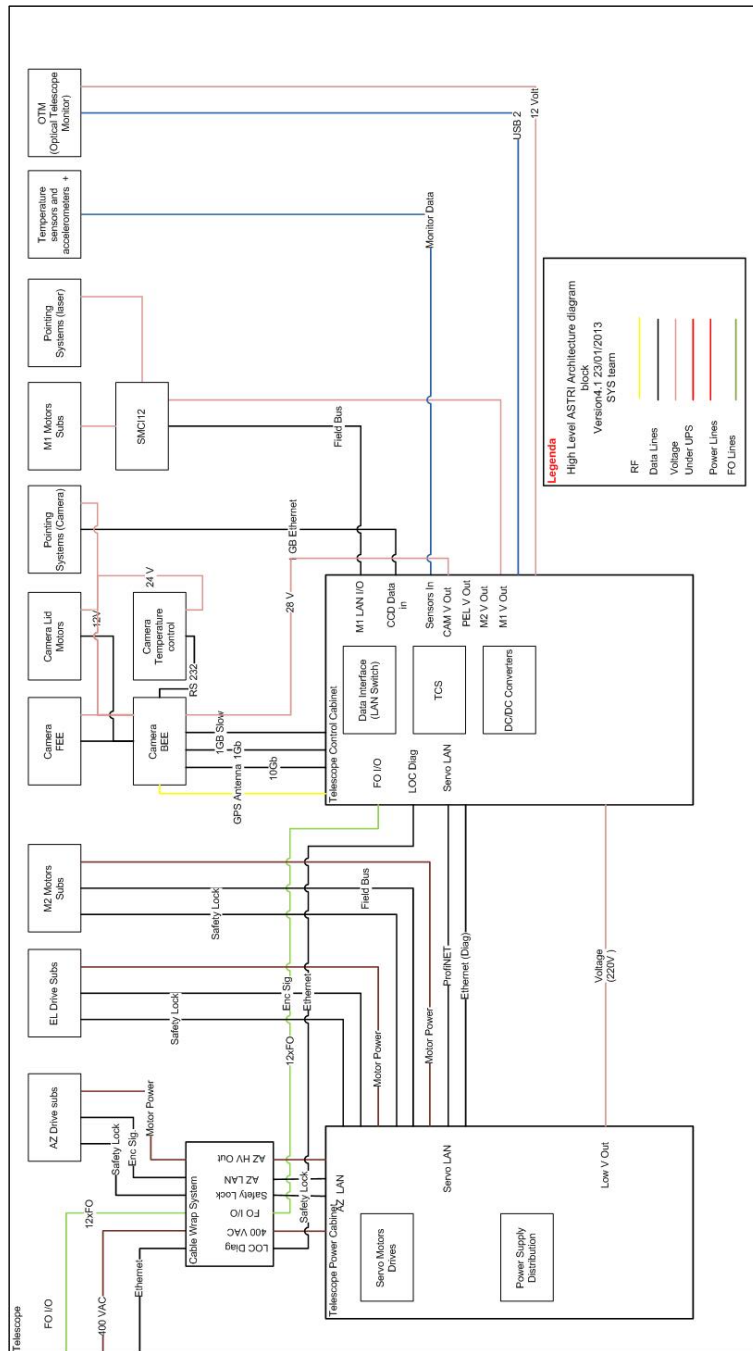 Telescope
FO I/O
12xFO
400 VAC
Ethernet
AZ Drive subs
Safety Lock
Enc Sig.
Motor Power
Cable Wrap System
LOC Diag
400 VAC
FO I/O
Safety Lock
AZ LAN
AZ HV Out
EL Drive Subs
Safety Lock
Enc Sig
Motor Power
M2 Motors
Subs
Safety Lock
Field Bus
Motor Power
12xFO
Ethernet
Safety Lock
Telescope Power Cabinet
AZ LAN
Servo Motors
Drives
Power Supply
Distribution
Servo LAN
Low V Out
ProfiNET
Ethernet (Diag)
Voltage
(220V )
Camera
FEE
Camera Lid
Motors
Pointing
Systems (Camera)
M1 Motors
Subs
Pointing
Systems (laser)
Temperature
sensors and
accelerometers +
OTM
(Optical Telescope
Monitor)
Camera
BEE
Camera
Temperature
control
SMCI12
12V
24 V
RS 232
28 V
GPS Antenna
10Gb
1Gb
1GB Slow
1 GB Ethernet
Field Bus
Monitor Data
USB 2
12 Volt
Telescope Control Cabinet
FO I/O
LOC Diag
Servo LAN
Data Interface
(LAN Switch)
TCS
DC/DC Converters
M1 LAN I/O
CCD Data
in
Sensors In
CAM V Out
PEL V Out
M2 V Out
M1 V Out
Legenda
High Level ASTRI Architecture diagram
block
Version4.1 23/01/2013
SYS team
RF
Data Lines
Voltage
Under UPS
Power Lines
FO Lines